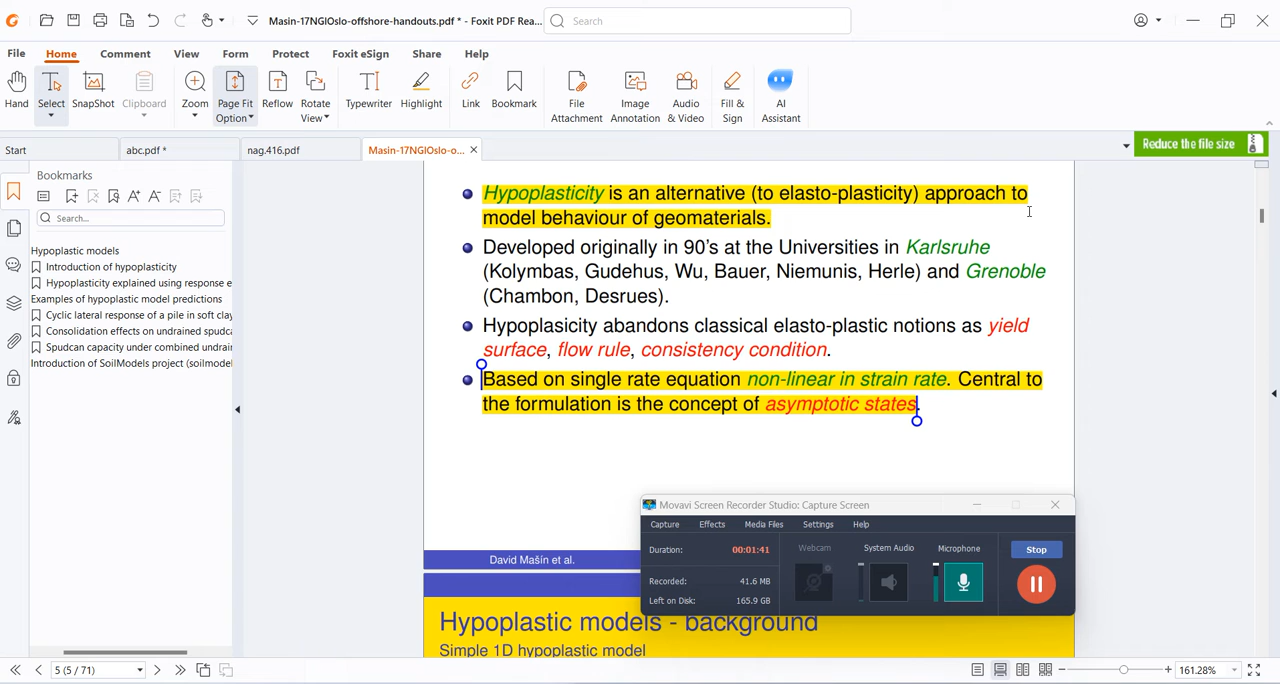 Masin-17NGIOslo-offshore-handouts.pdf * - Foxit PDF Rea...
Search
File
Home
Comment
View
Form
Protect
Foxit eSign
Share
Help
Hand
Select
SnapShot
Clipboard
Zoom
Page Fit
Option
Reflow
Rotate
View
Typewriter
Highlight
Link
Bookmark
File
Attachment
Image
Annotation
Audio
& Video
Fill &
Sign
AI
Assistant
Start
abc.pdf *
nag.416.pdf
Masin-17NGIOslo-o...
Reduce the file size
Bookmarks
Search...
Hypoplastic models
Introduction of hypoplasticity
Hypoplasticity explained using response e
Examples of hypoplastic model predictions
Cyclic lateral response of a pile in soft clay
Consolidation effects on undrained spudca
Spudcan capacity under combined undrain
Introduction of SoilModels project (soilmodel
Hypoplasticity is an alternative (to elasto-plasticity) approach to
model behaviour of geomaterials.
Developed originally in 90's at the Universities in Karlsruhe
(Kolymbas, Gudehus, Wu, Bauer, Niemunis, Herle) and Grenoble
(Chambon, Desrues).
Hypoplasicity abandons classical elasto-plastic notions as yield
surface, flow rule, consistency condition.
Based on single rate equation non-linear in strain rate. Central to
the formulation is the concept of asymptotic states.
David Mašín et al.
Hypoplastic models - background
Simple 1D hypoplastic model
Movavi Screen Recorder Studio: Capture Screen
Capture
Effects
Media Files
Settings
Help
Duration:
00:01:41
Recorded:
41.6 MB
Left on Disk:
165.9 GB
Webcam
System Audio
Microphone
Stop
5 (5 / 71)
161.28%